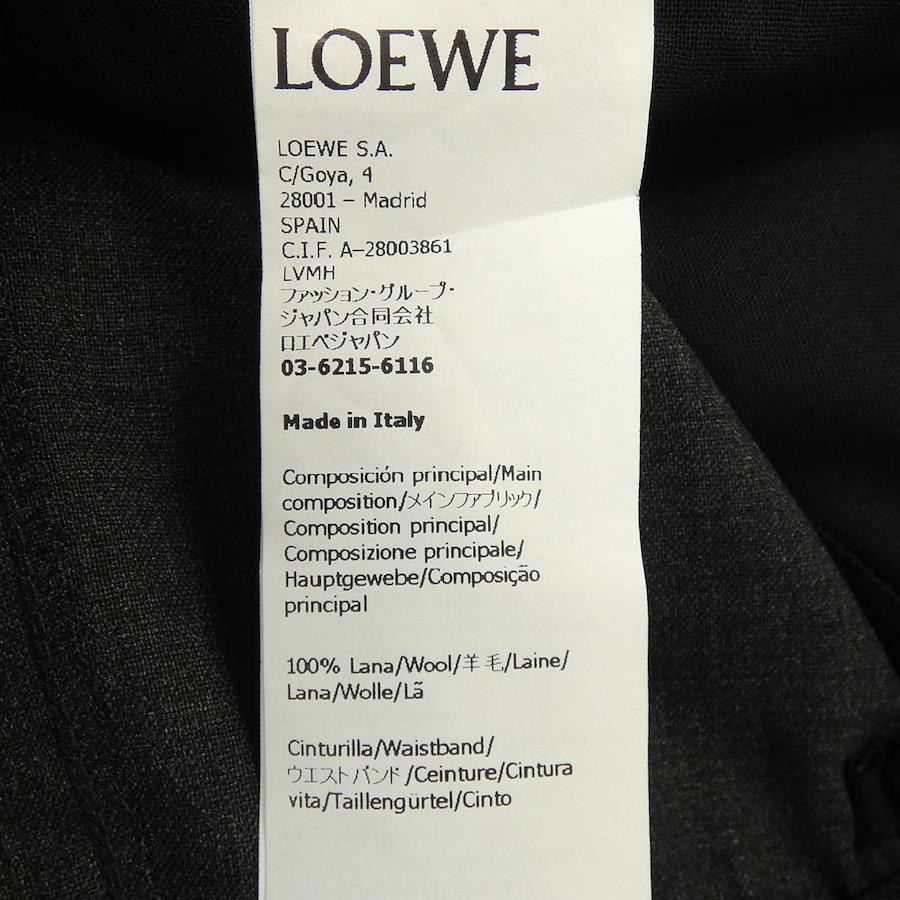 LOEWE
LOEWE S.A.
C/Goya, 4
28001 – Madrid
SPAIN
C.I.F. A–28003861
LVMH
ファッション・グループ・
ジャパン合同会社
ロエベジャパン
03-6215-6116
Made in Italy
Composición principal/Main
composition/メインファブリック/
Composition principal/
Composizione principale/
Hauptgewebe/Composição
principal
100% Lana/Wool/羊毛/Laine/
Lana/Wolle/Lã
Cinturilla/Waistband/
ウエストバンド/Ceinture/Cintura
vita/Taillengürtel/Cinto